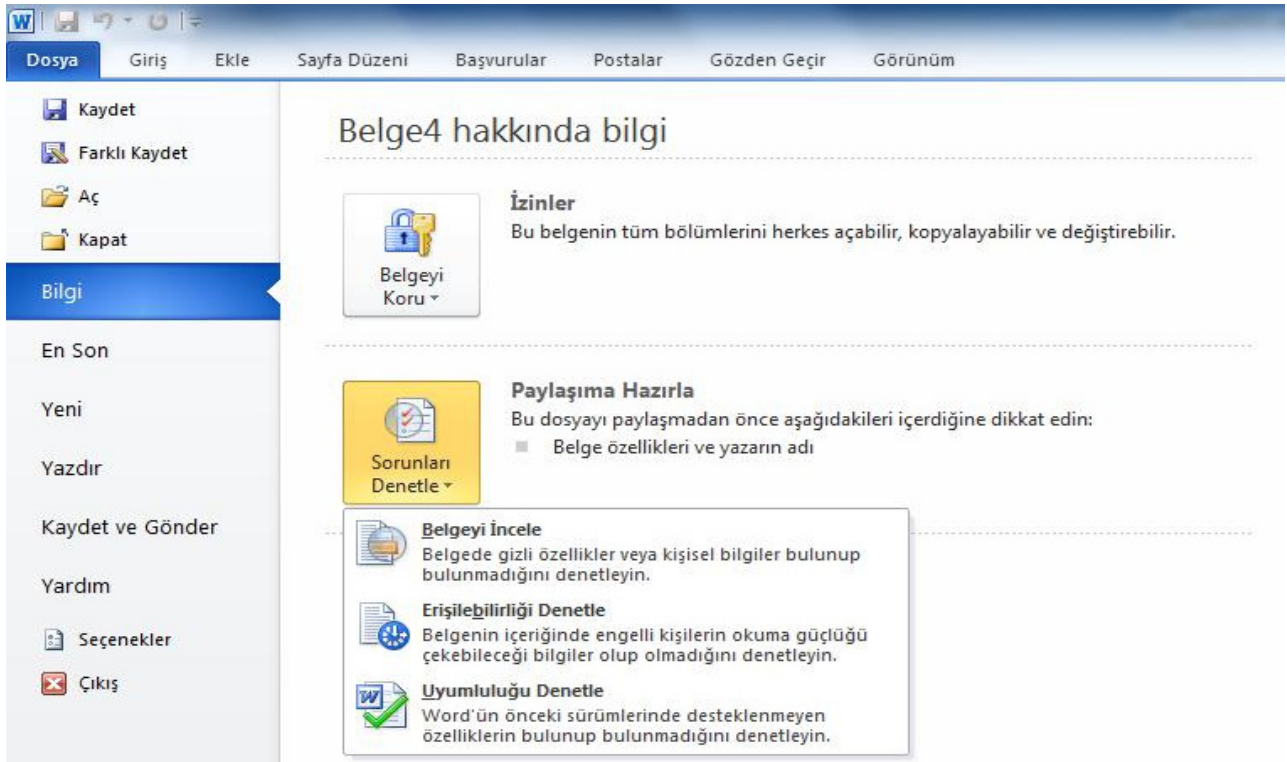 Dosya Giriş Ekle Sayfa Düzeni Başvurular Postalar Gözden Geçir Görünüm
Kaydet
Farklı Kaydet
Aç
Kapat
Bilgi
En Son
Yeni
Yazdır
Kaydet ve Gönder
Yardım
Seçenekler
Çıkış
Belge4 hakkında bilgi
Belgeyi
Koru
İzinler
Bu belgenin tüm bölümlerini herkes açabilir, kopyalayabilir ve değiştirebilir.
Sorunları
Denetle
Paylaşıma Hazırla
Bu dosyayı paylaşmadan önce aşağıdakileri içerdiğine dikkat edin:
Belge özellikleri ve yazarın adı
Belgeyi İncele
Belgede gizli özellikler veya kişisel bilgiler bulunup
bulunmadığını denetleyin.
Erişilebilirliği Denetle
Belgenin içeriğinde engelli kişilerin okuma güçlüğü
çekebileceği bilgiler olup olmadığını denetleyin.
Uyumluluğu Denetle
Word'ün önceki sürümlerinde desteklenmeyen
özelliklerin bulunup bulunmadığını denetleyin.